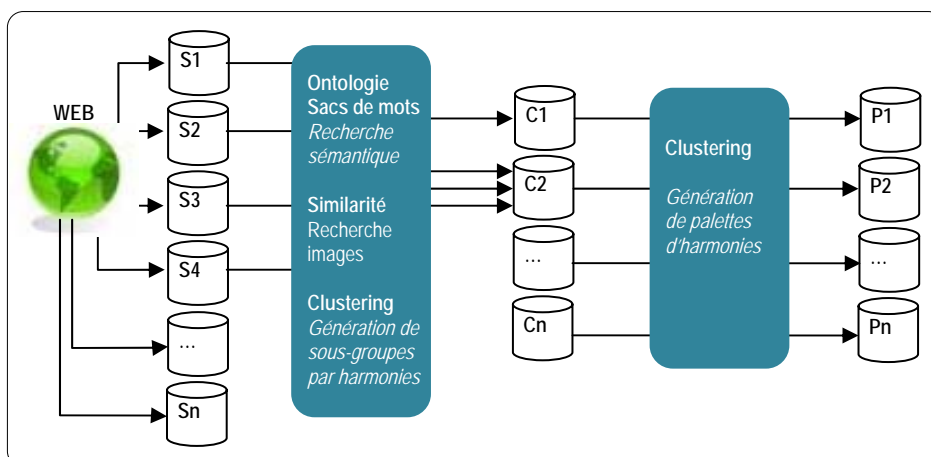 WEB
S1
S2
S3
S4
...
Sn
Ontologie
Sacs de mots
Recherche
sémantique
Similarité
Recherche
images
Clustering
Génération de
sous-groupes
par harmonies
C1
C2
...
Cn
Clustering
Génération
de palettes
d'harmonies
P1
P2
...
Pn